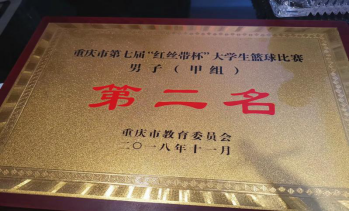 重庆市第七届“红丝带杯”大学生篮球比赛
男子（甲组）
第二名
重庆市教育委员会
二〇一八年十一月